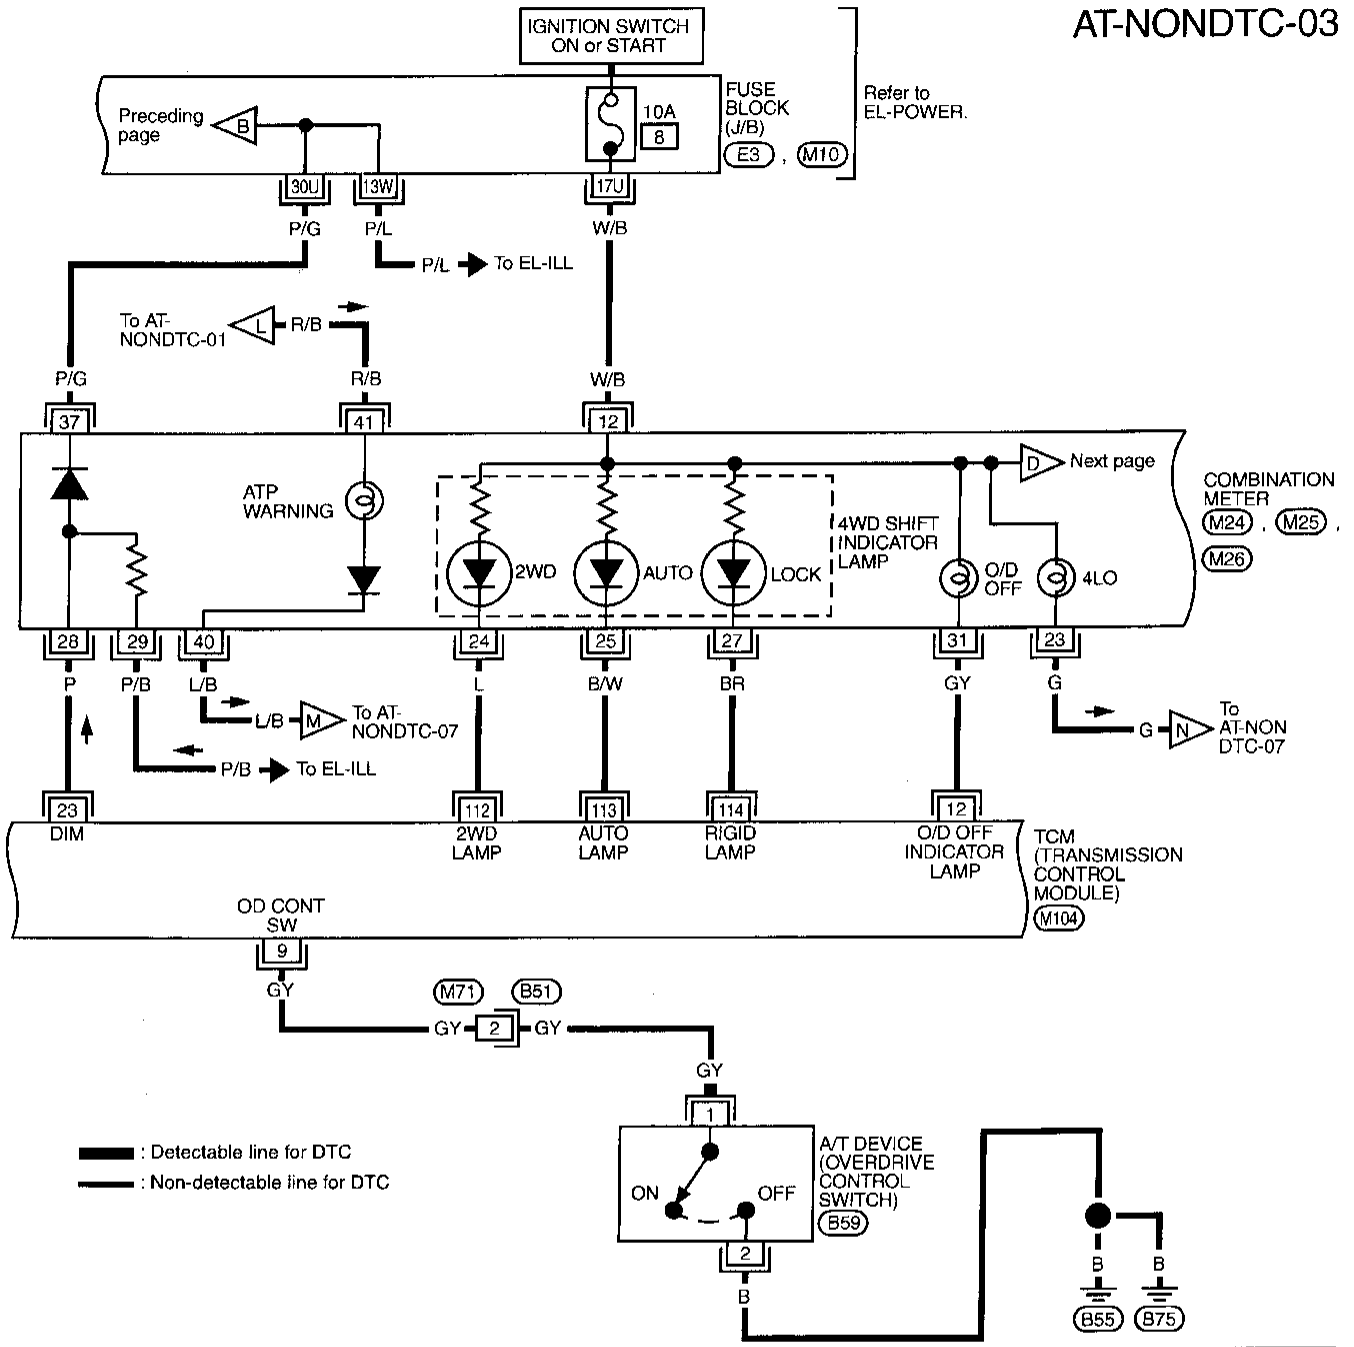 AT-NONDTC-03
IGNITION SWITCH
ON or START
FUSE
BLOCK
(J/B)
E3 , M10
Refer to
EL-POWER.
Preceding
page
B
10A
8
30U
13W
17U
P/G
P/L
W/B
P/L
To EL-ILL
To AT-
NONDTC-01
L
R/B
P/G
R/B
W/B
37
41
12
D
Next page
COMBINATION
METER
M24 , M25 ,
M26
ATP
WARNING
4WD SHIFT
INDICATOR
LAMP
2WD
AUTO
LOCK
O/D
OFF
4LO
28
29
40
24
25
27
31
23
P
P/B
L/B
L
B/W
BR
GY
G
L/B
M
To AT-
NONDTC-07
G
N
To
AT-NON
DTC-07
P/B
To EL-ILL
23
112
113
114
12
DIM
2WD
LAMP
AUTO
LAMP
RIGID
LAMP
O/D OFF
INDICATOR
LAMP
TCM
(TRANSMISSION
CONTROL
MODULE)
M104
OD CONT
SW
9
GY
M71
B51
GY
2
GY
GY
1
A/T DEVICE
(OVERDRIVE
CONTROL
SWITCH)
B59
ON
OFF
2
B
: Detectable line for DTC
: Non-detectable line for DTC
B
B
B55
B75